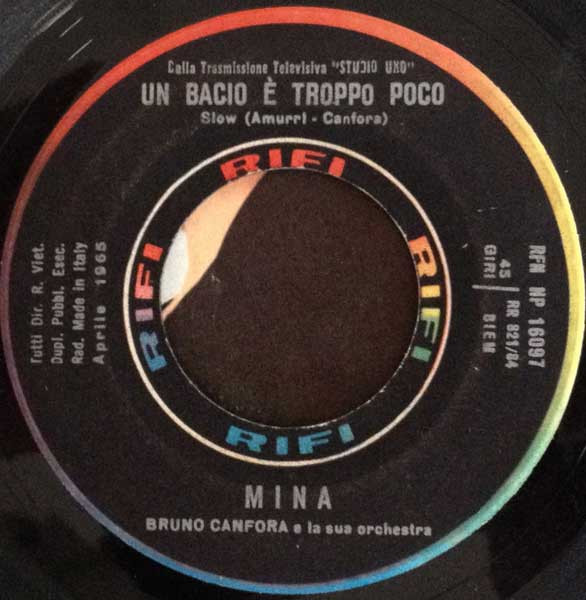 Dalla Trasmissione Televisiva "STUDIO UNO"
UN BACIO È TROPPO POCO
Slow (Amurri - Canfora)
RIFI
RIFI
RIFI
RIFI
Tutti Dir. R. Viet.
Dupl. Pubbl. Esec.
Rad. Made in Italy
Aprile 1965
RFN NP 16097
45 GIRI
RR 821/84
BIEM
MINA
BRUNO CANFORA e la sua orchestra